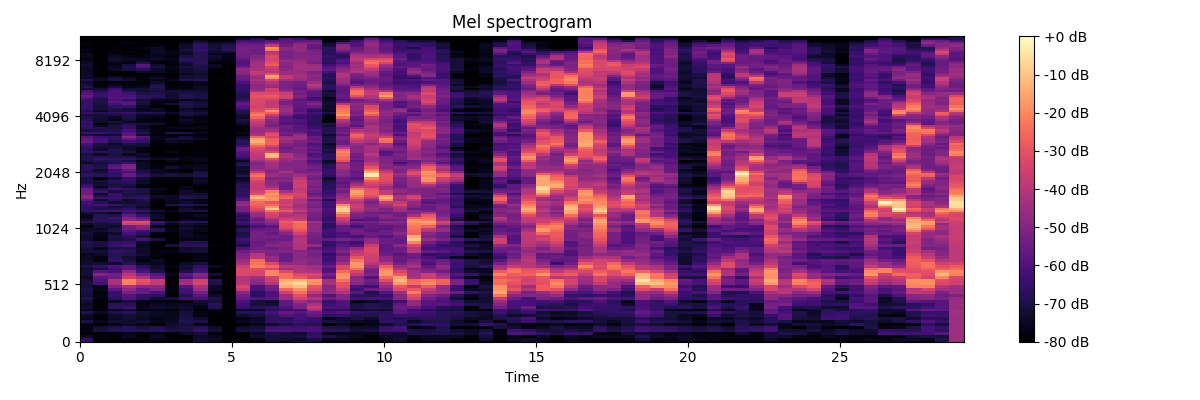 Mel spectrogram
8192
4096
2048
1024
512
0
Hz
0 5 10 15 20 25
Time
+0 dB
-10 dB
-20 dB
-30 dB
-40 dB
-50 dB
-60 dB
-70 dB
-80 dB